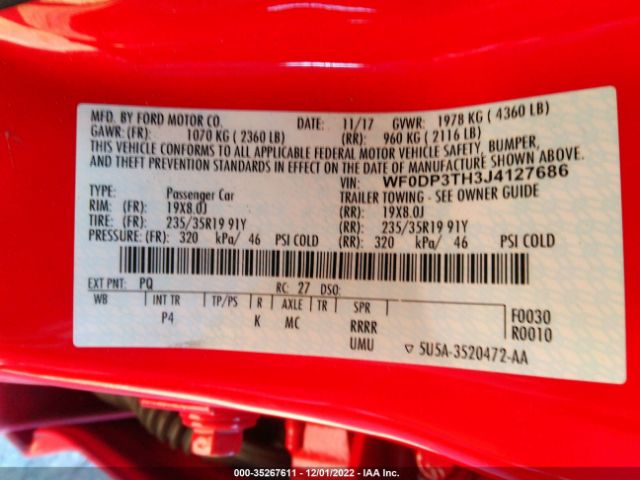 MFD. BY FORD MOTOR CO. DATE: 11/17 GVWR: 1978 KG ( 4360 LB)
GAWR: (FR): 1070 KG ( 2360 LB) (RR): 960 KG ( 2116 LB)
THIS VEHICLE CONFORMS TO ALL APPLICABLE FEDERAL MOTOR VEHICLE SAFETY, BUMPER,
AND THEFT PREVENTION STANDARDS IN EFFECT ON THE DATE OF MANUFACTURE SHOWN ABOVE.
VIN: WF0DP3TH3J4127686
TYPE: Passenger Car TRAILER TOWING - SEE OWNER GUIDE
RIM: (FR): 19X8.0J (RR): 19X8.0J
TIRE: (FR): 235/35R19 91Y (RR): 235/35R19 91Y
PRESSURE: (FR): 320 kPa/ 46 PSI COLD (RR): 320 kPa/ 46 PSI COLD
EXT PNT: PQ RC: 27 DSO:
WB INT TR TP/PS R AXLE TR SPR F0030
P4 K MC RRRR R0010
UMU ▽ 5U5A-3520472-AA
000-35267611 - 12/01/2022 - IAA Inc.